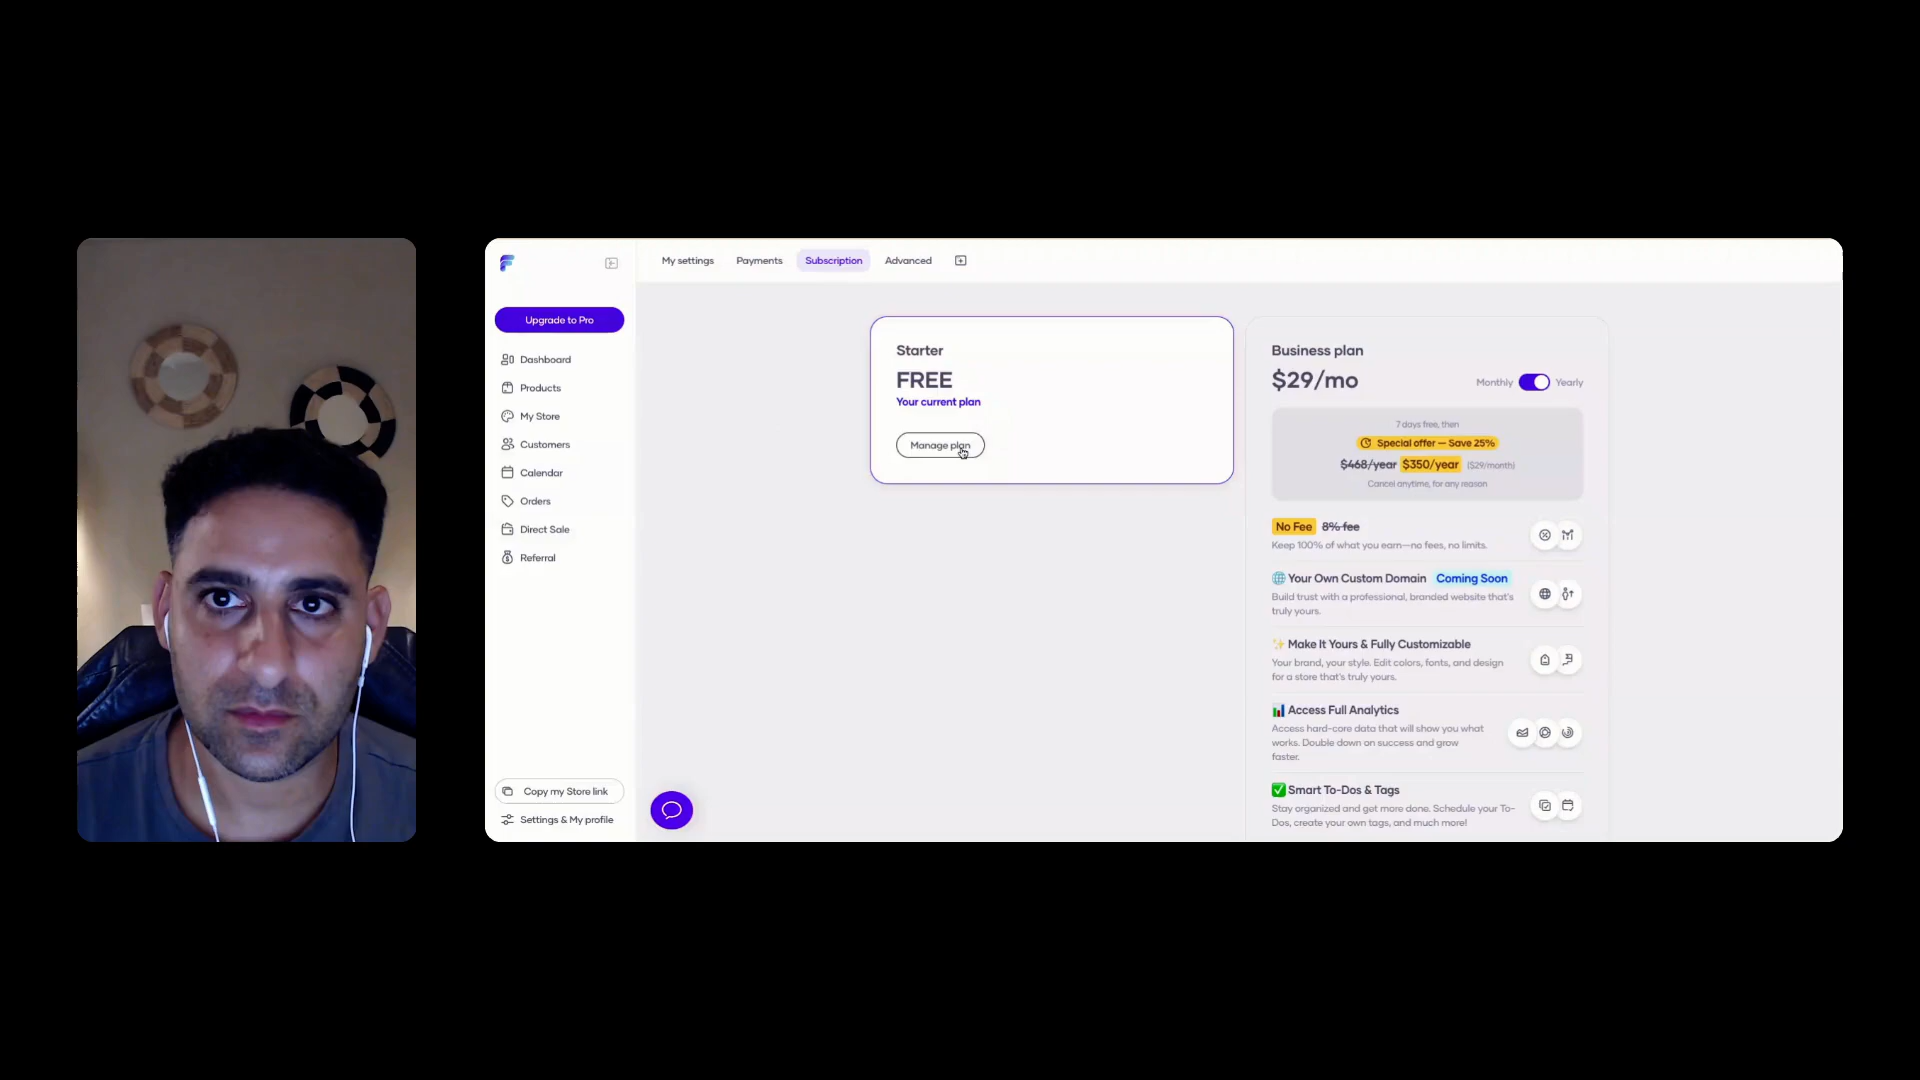 Upgrade to Pro
Dashboard
Products
My Store
Customers
Calendar
Orders
Direct Sale
Referral
Copy my Store link
Settings & My profile
My settings
Payments
Subscription
Advanced
Starter
FREE
Your current plan
Manage plan
Business plan
$29/mo
Monthly
Yearly
7 days free, then
Special offer — Save 25%
$468/year $350/year ($29/month)
Cancel anytime, for any reason
No Fee 8% fee
Keep 100% of what you earn—no fees, no limits.
Your Own Custom Domain Coming Soon
Build trust with a professional, branded website that's
truly yours.
Make It Yours & Fully Customizable
Your brand, your style. Edit colors, fonts, and design
for a store that's truly yours.
Access Full Analytics
Access hard-core data that will show you what
works. Double down on success and grow
faster.
Smart To-Dos & Tags
Stay organized and get more done. Schedule your To-
Dos, create your own tags, and much more!